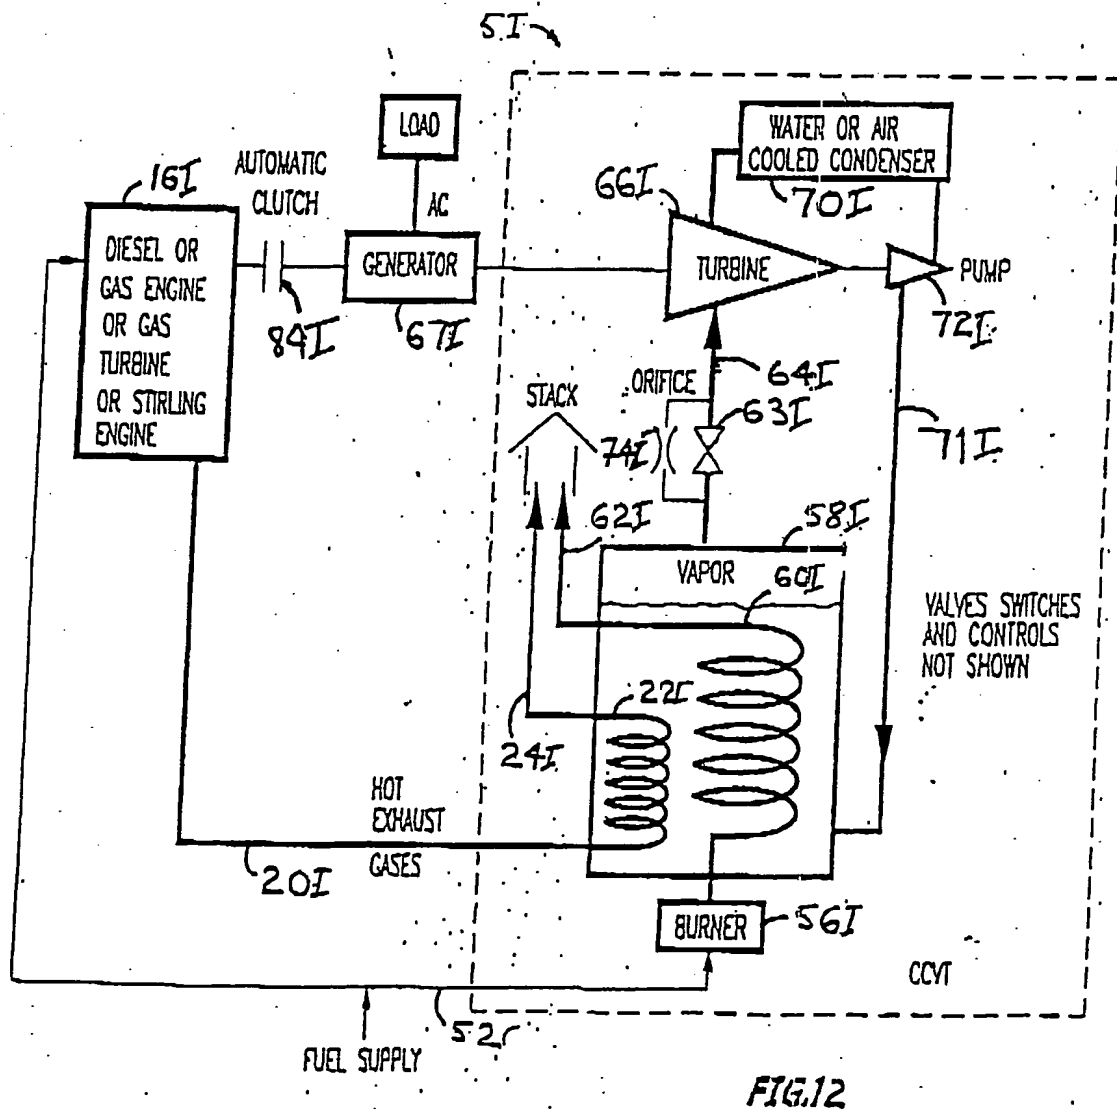 5I
LOAD
WATER OR AIR
COOLED CONDENSER
16I
AUTOMATIC
CLUTCH
66I
70I
AC
DIESEL OR
GAS ENGINE
OR GAS
TURBINE
OR STIRLING
ENGINE
GENERATOR
TURBINE
PUMP
84I
67I
72I
64I
STACK
ORIFICE
63I
74I
71I
62I
58I
VAPOR
60I
VALVES SWITCHES
AND CONTROLS
NOT SHOWN
22I
24I
HOT
EXHAUST
GASES
20I
BURNER
56I
CCVT
52I
FUEL SUPPLY
FIG.12